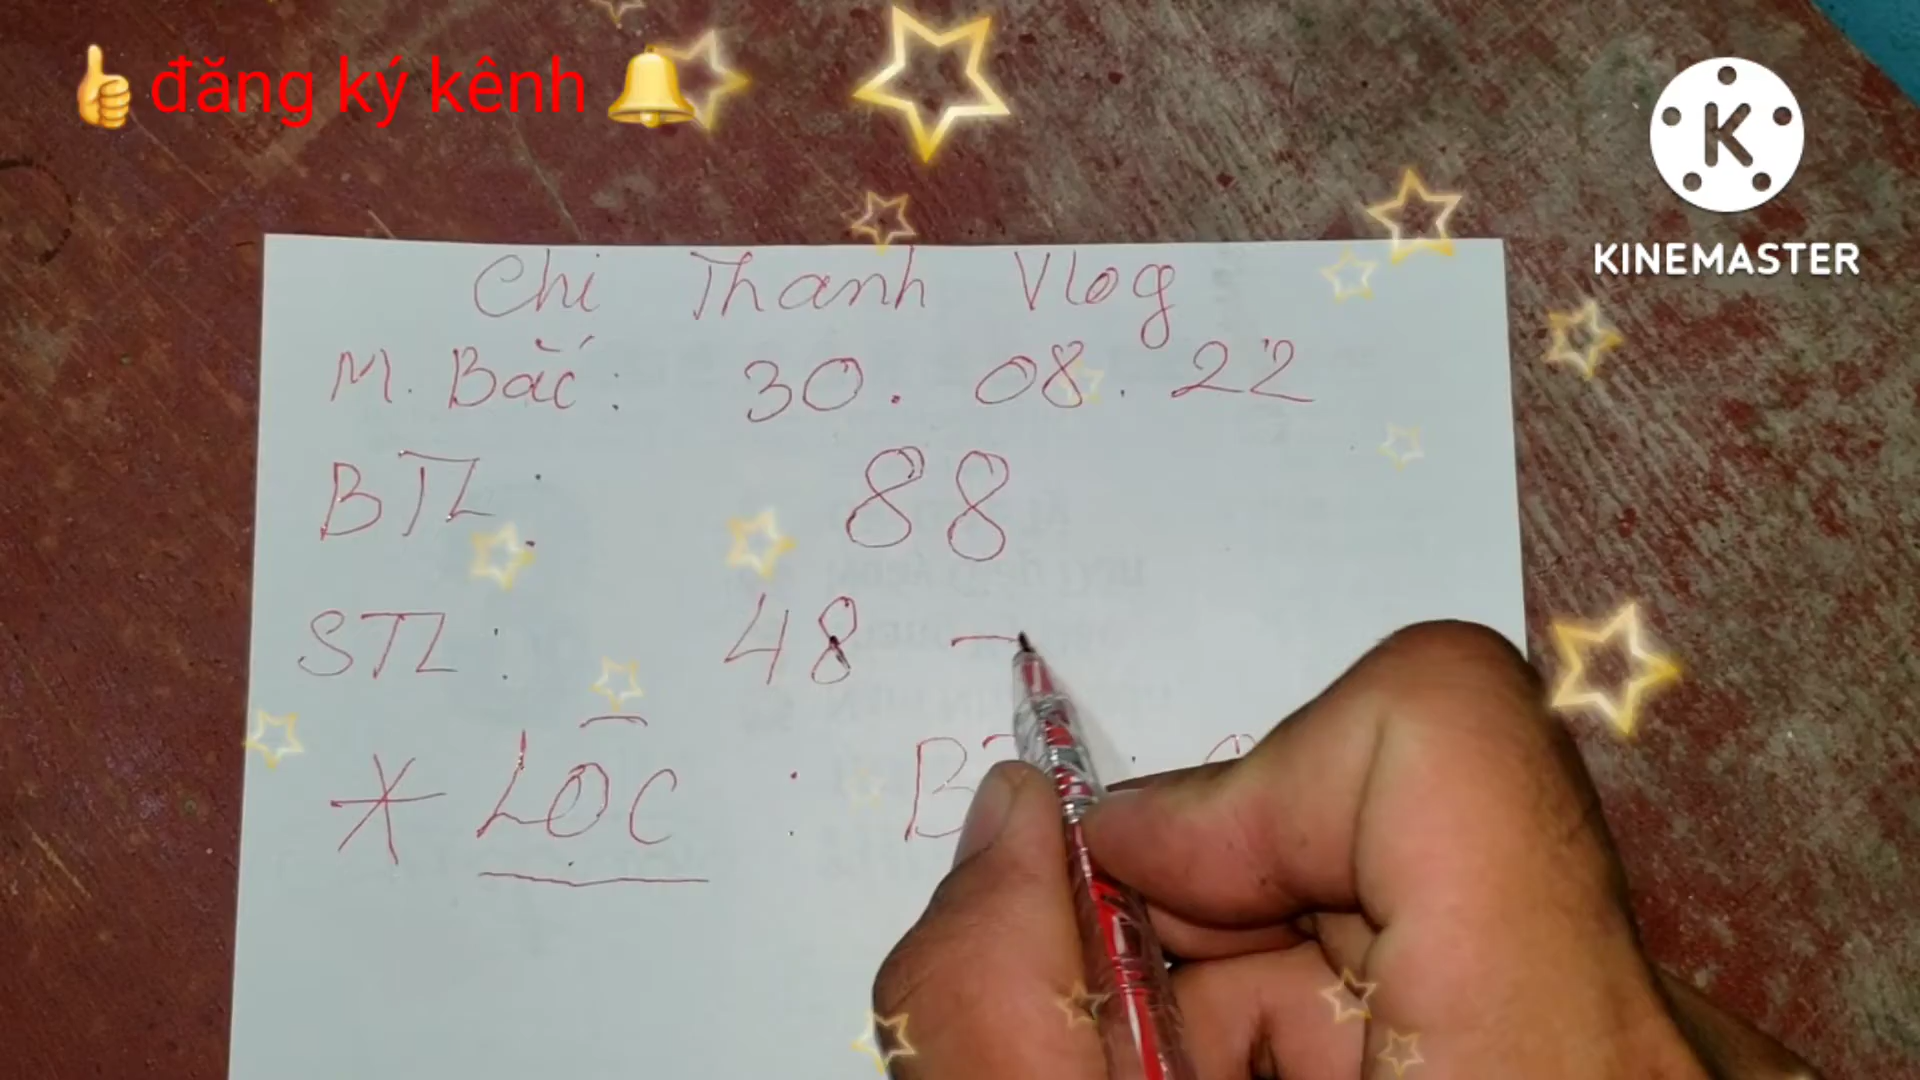 👍 đăng ký kênh 🔔
KINEMASTER
Chi Thanh Vlog
M. Bắc: 30. 08. 22
BTL: 88
STL: 48 —
* LỘC :